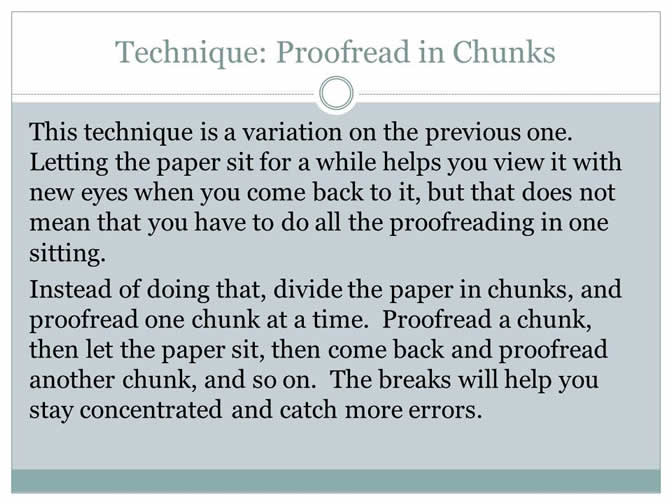 Technique: Proofread in Chunks
This technique is a variation on the previous one.
Letting the paper sit for a while helps you view it with
new eyes when you come back to it, but that does not
mean that you have to do all the proofreading in one
sitting.
Instead of doing that, divide the paper in chunks, and
proofread one chunk at a time.  Proofread a chunk,
then let the paper sit, then come back and proofread
another chunk, and so on.  The breaks will help you
stay concentrated and catch more errors.